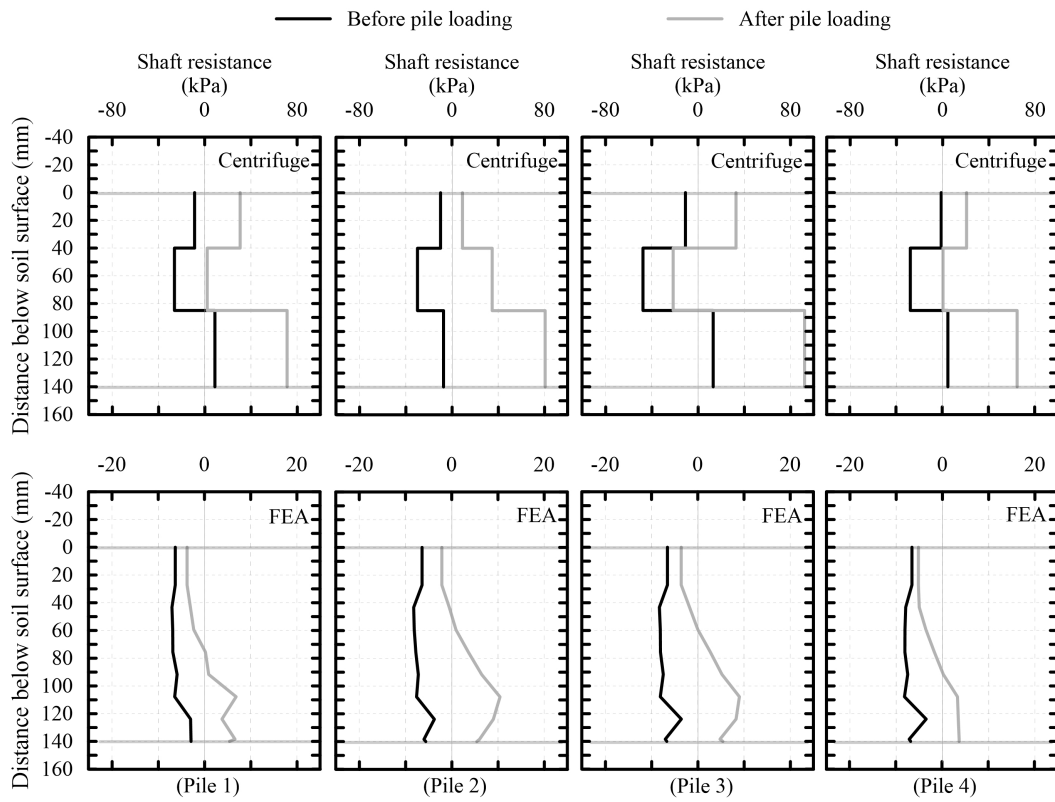 Before pile loading After pile loading
Shaft resistance Shaft resistance Shaft resistance Shaft resistance
(kPa) (kPa) (kPa) (kPa)
-80 0 80 -80 0 80 -80 0 80 -80 0 80
Distance below soil surface (mm)
-40
-20
0
20
40
60
80
100
120
140
160
Centrifuge Centrifuge Centrifuge Centrifuge
-20 0 20 -20 0 20 -20 0 20 -20 0 20
Distance below soil surface (mm)
-40
-20
0
20
40
60
80
100
120
140
160
FEA FEA FEA FEA
(Pile 1) (Pile 2) (Pile 3) (Pile 4)